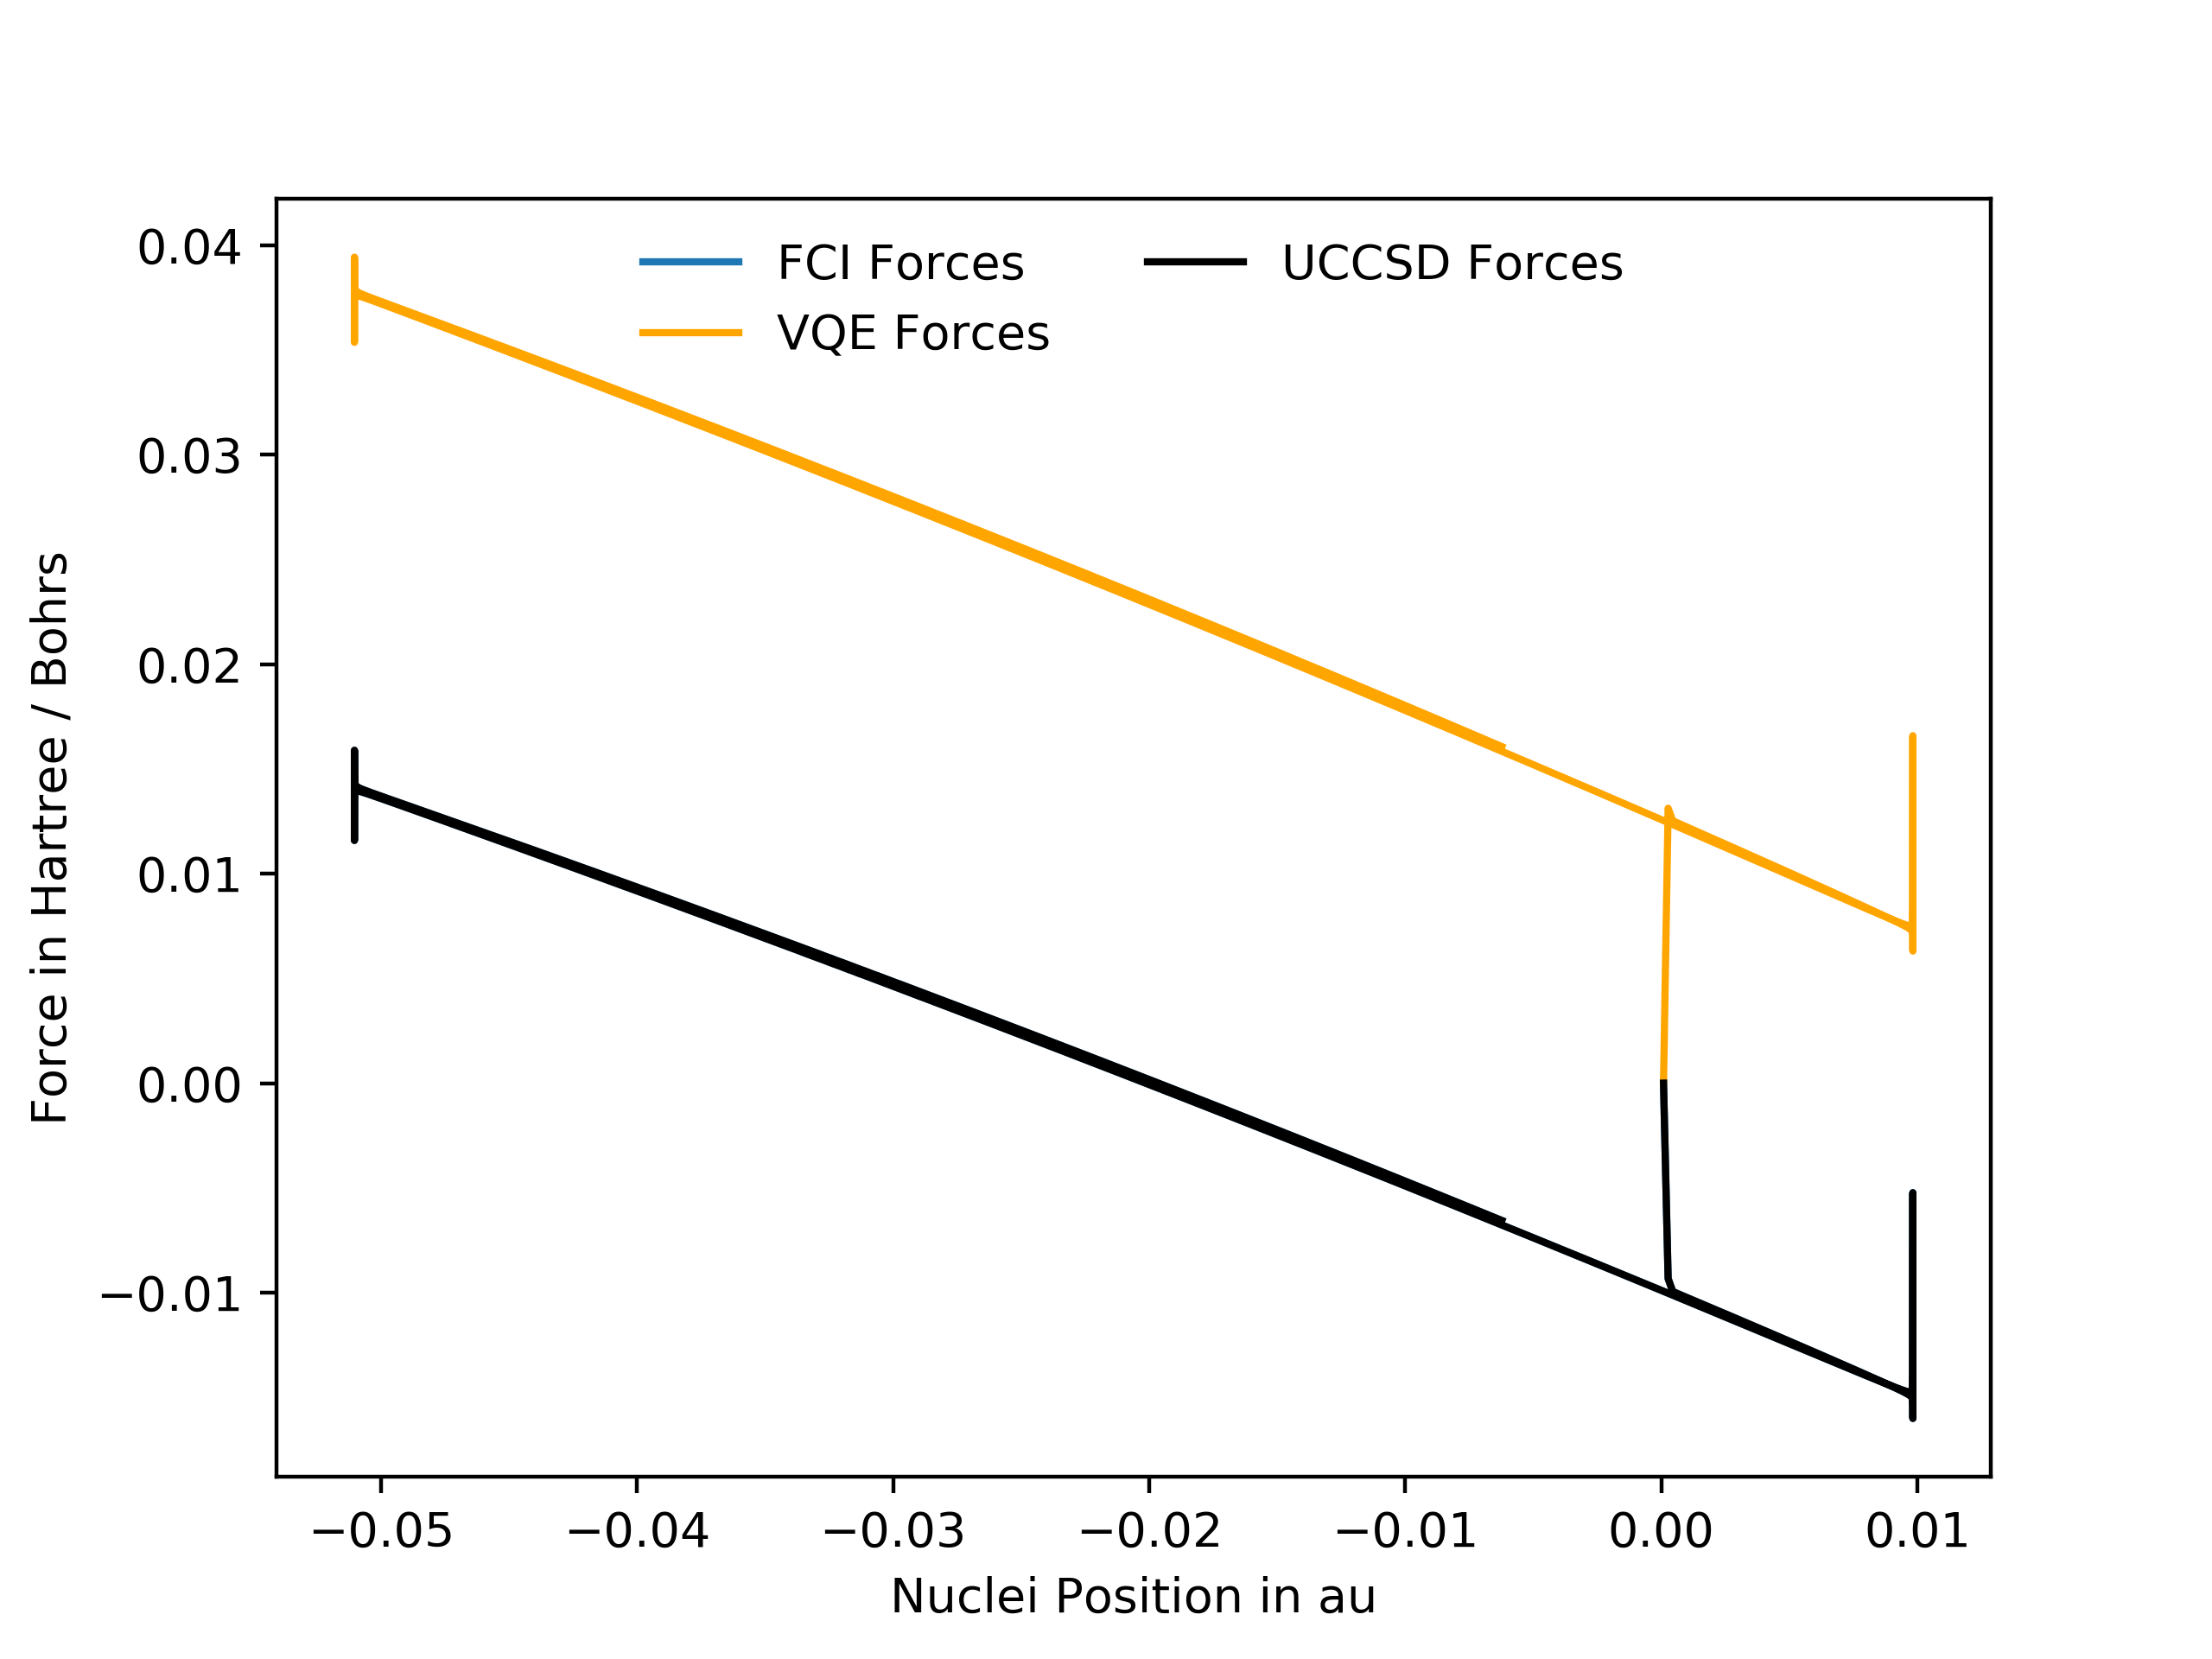 FCI Forces
VQE Forces
UCCSD Forces
0.04
0.03
0.02
0.01
0.00
−0.01
Force in Hartree / Bohrs
−0.05 −0.04 −0.03 −0.02 −0.01 0.00 0.01
Nuclei Position in au